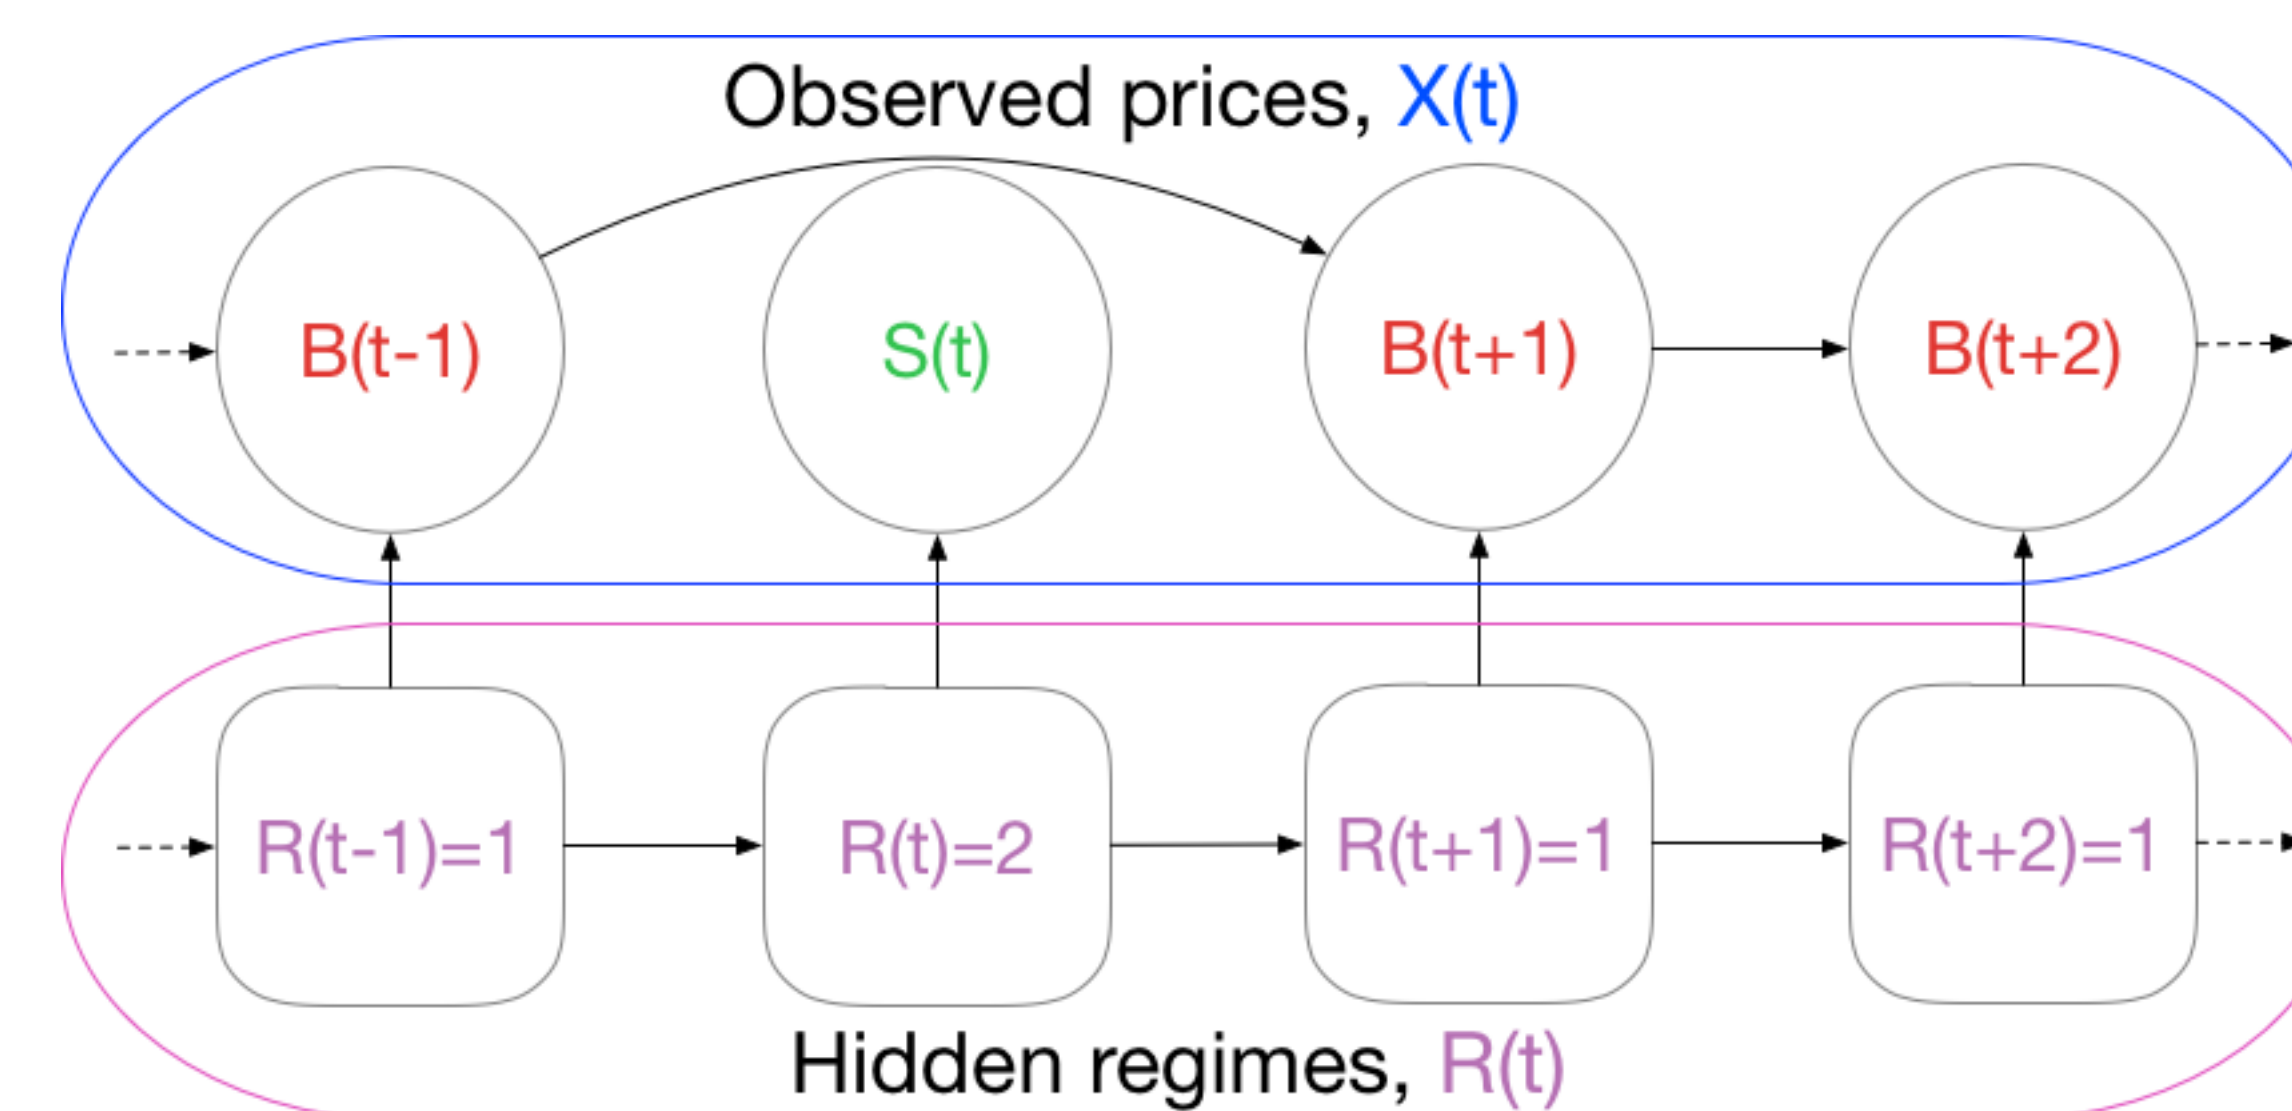 Observed prices, X(t)
B(t-1)
S(t)
B(t+1)
B(t+2)
R(t-1)=1
R(t)=2
R(t+1)=1
R(t+2)=1
Hidden regimes, R(t)